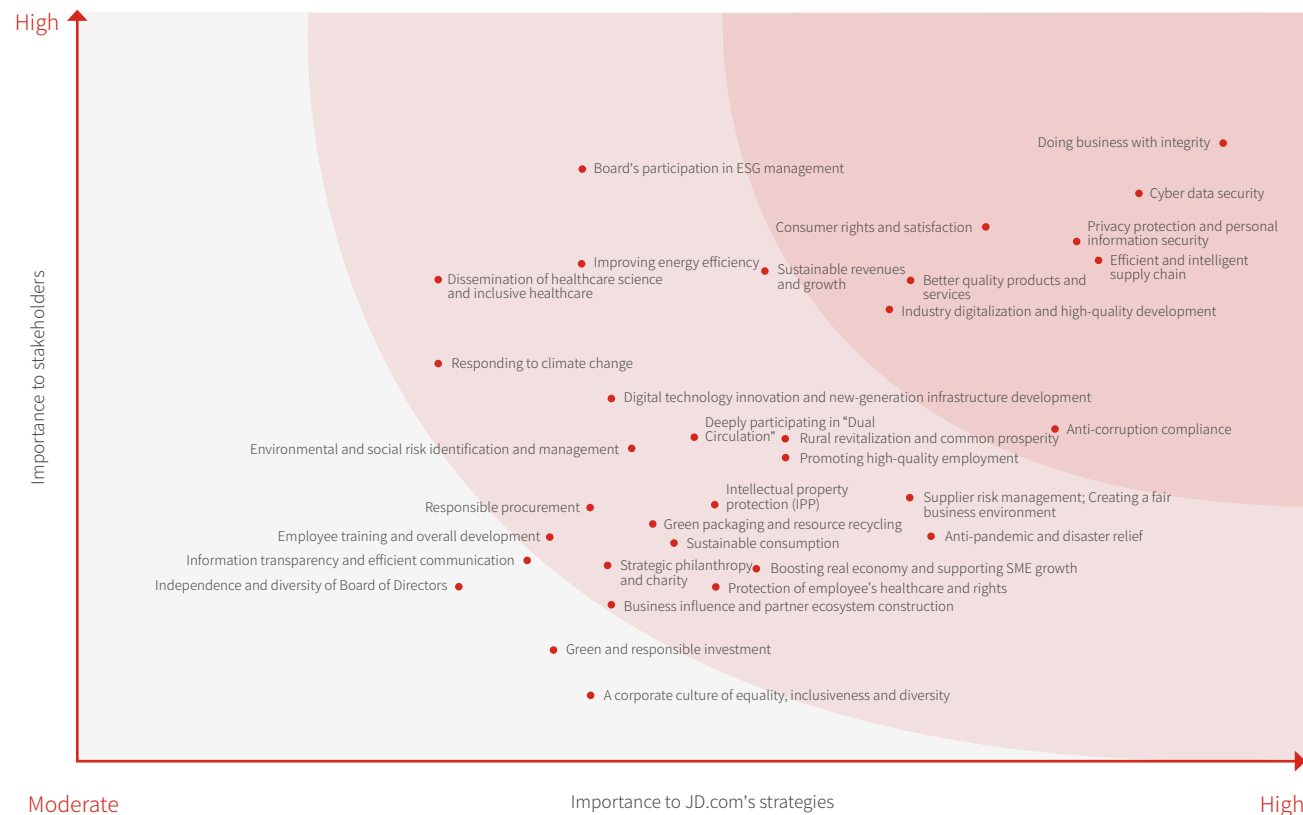 High
Doing business with integrity
Board's participation in ESG management
Cyber data security
Consumer rights and satisfaction
Privacy protection and personal
information security
Improving energy efficiency
Sustainable revenues
and growth
Efficient and intelligent
supply chain
Dissemination of healthcare science
and inclusive healthcare
Better quality products and
services
Industry digitalization and high-quality development
Responding to climate change
Digital technology innovation and new-generation infrastructure development
Deeply participating in “Dual
Circulation”
Anti-corruption compliance
Rural revitalization and common prosperity
Environmental and social risk identification and management
Promoting high-quality employment
Intellectual property
protection (IPP)
Supplier risk management; Creating a fair
business environment
Responsible procurement
Green packaging and resource recycling
Employee training and overall development
Anti-pandemic and disaster relief
Sustainable consumption
Information transparency and efficient communication
Strategic philanthropy
and charity
Boosting real economy and supporting SME growth
Independence and diversity of Board of Directors
Protection of employee's healthcare and rights
Business influence and partner ecosystem construction
Green and responsible investment
A corporate culture of equality, inclusiveness and diversity
Importance to stakeholders
Moderate
Importance to JD.com's strategies
High